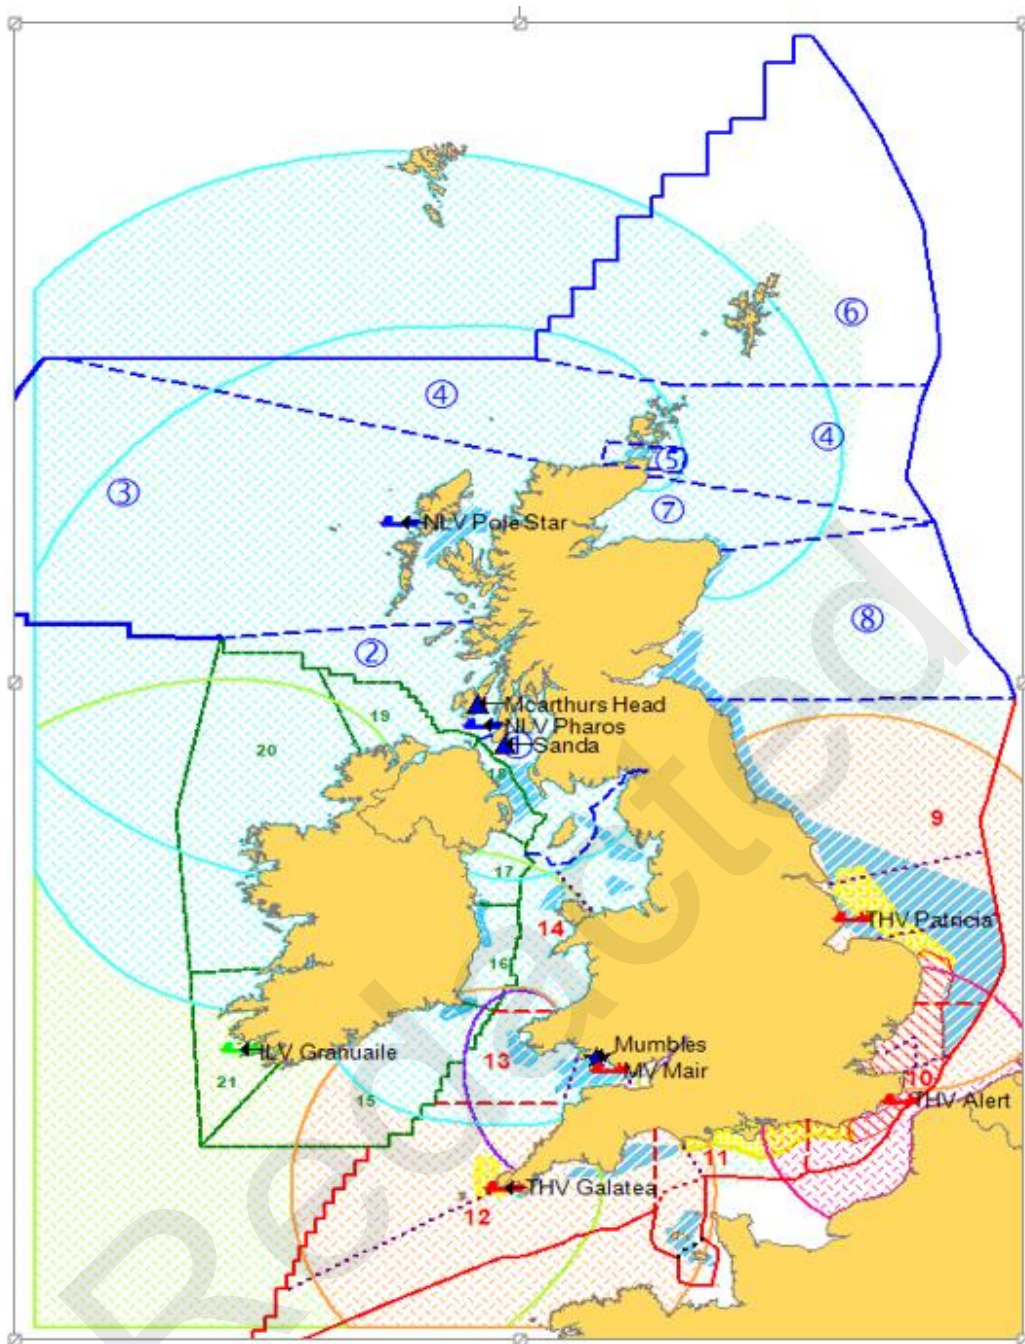 6
4
4
5
3
7
NLV Pole Star
8
2
Mcarthurs Head
19
NLV Pharos
20
1
Sanda
18
9
17
THV Patricia
14
16
Mumbles
ILV Granuaile
13
MV Mair
21
10
15
THV Alert
11
THV Galatea
12
Redacted